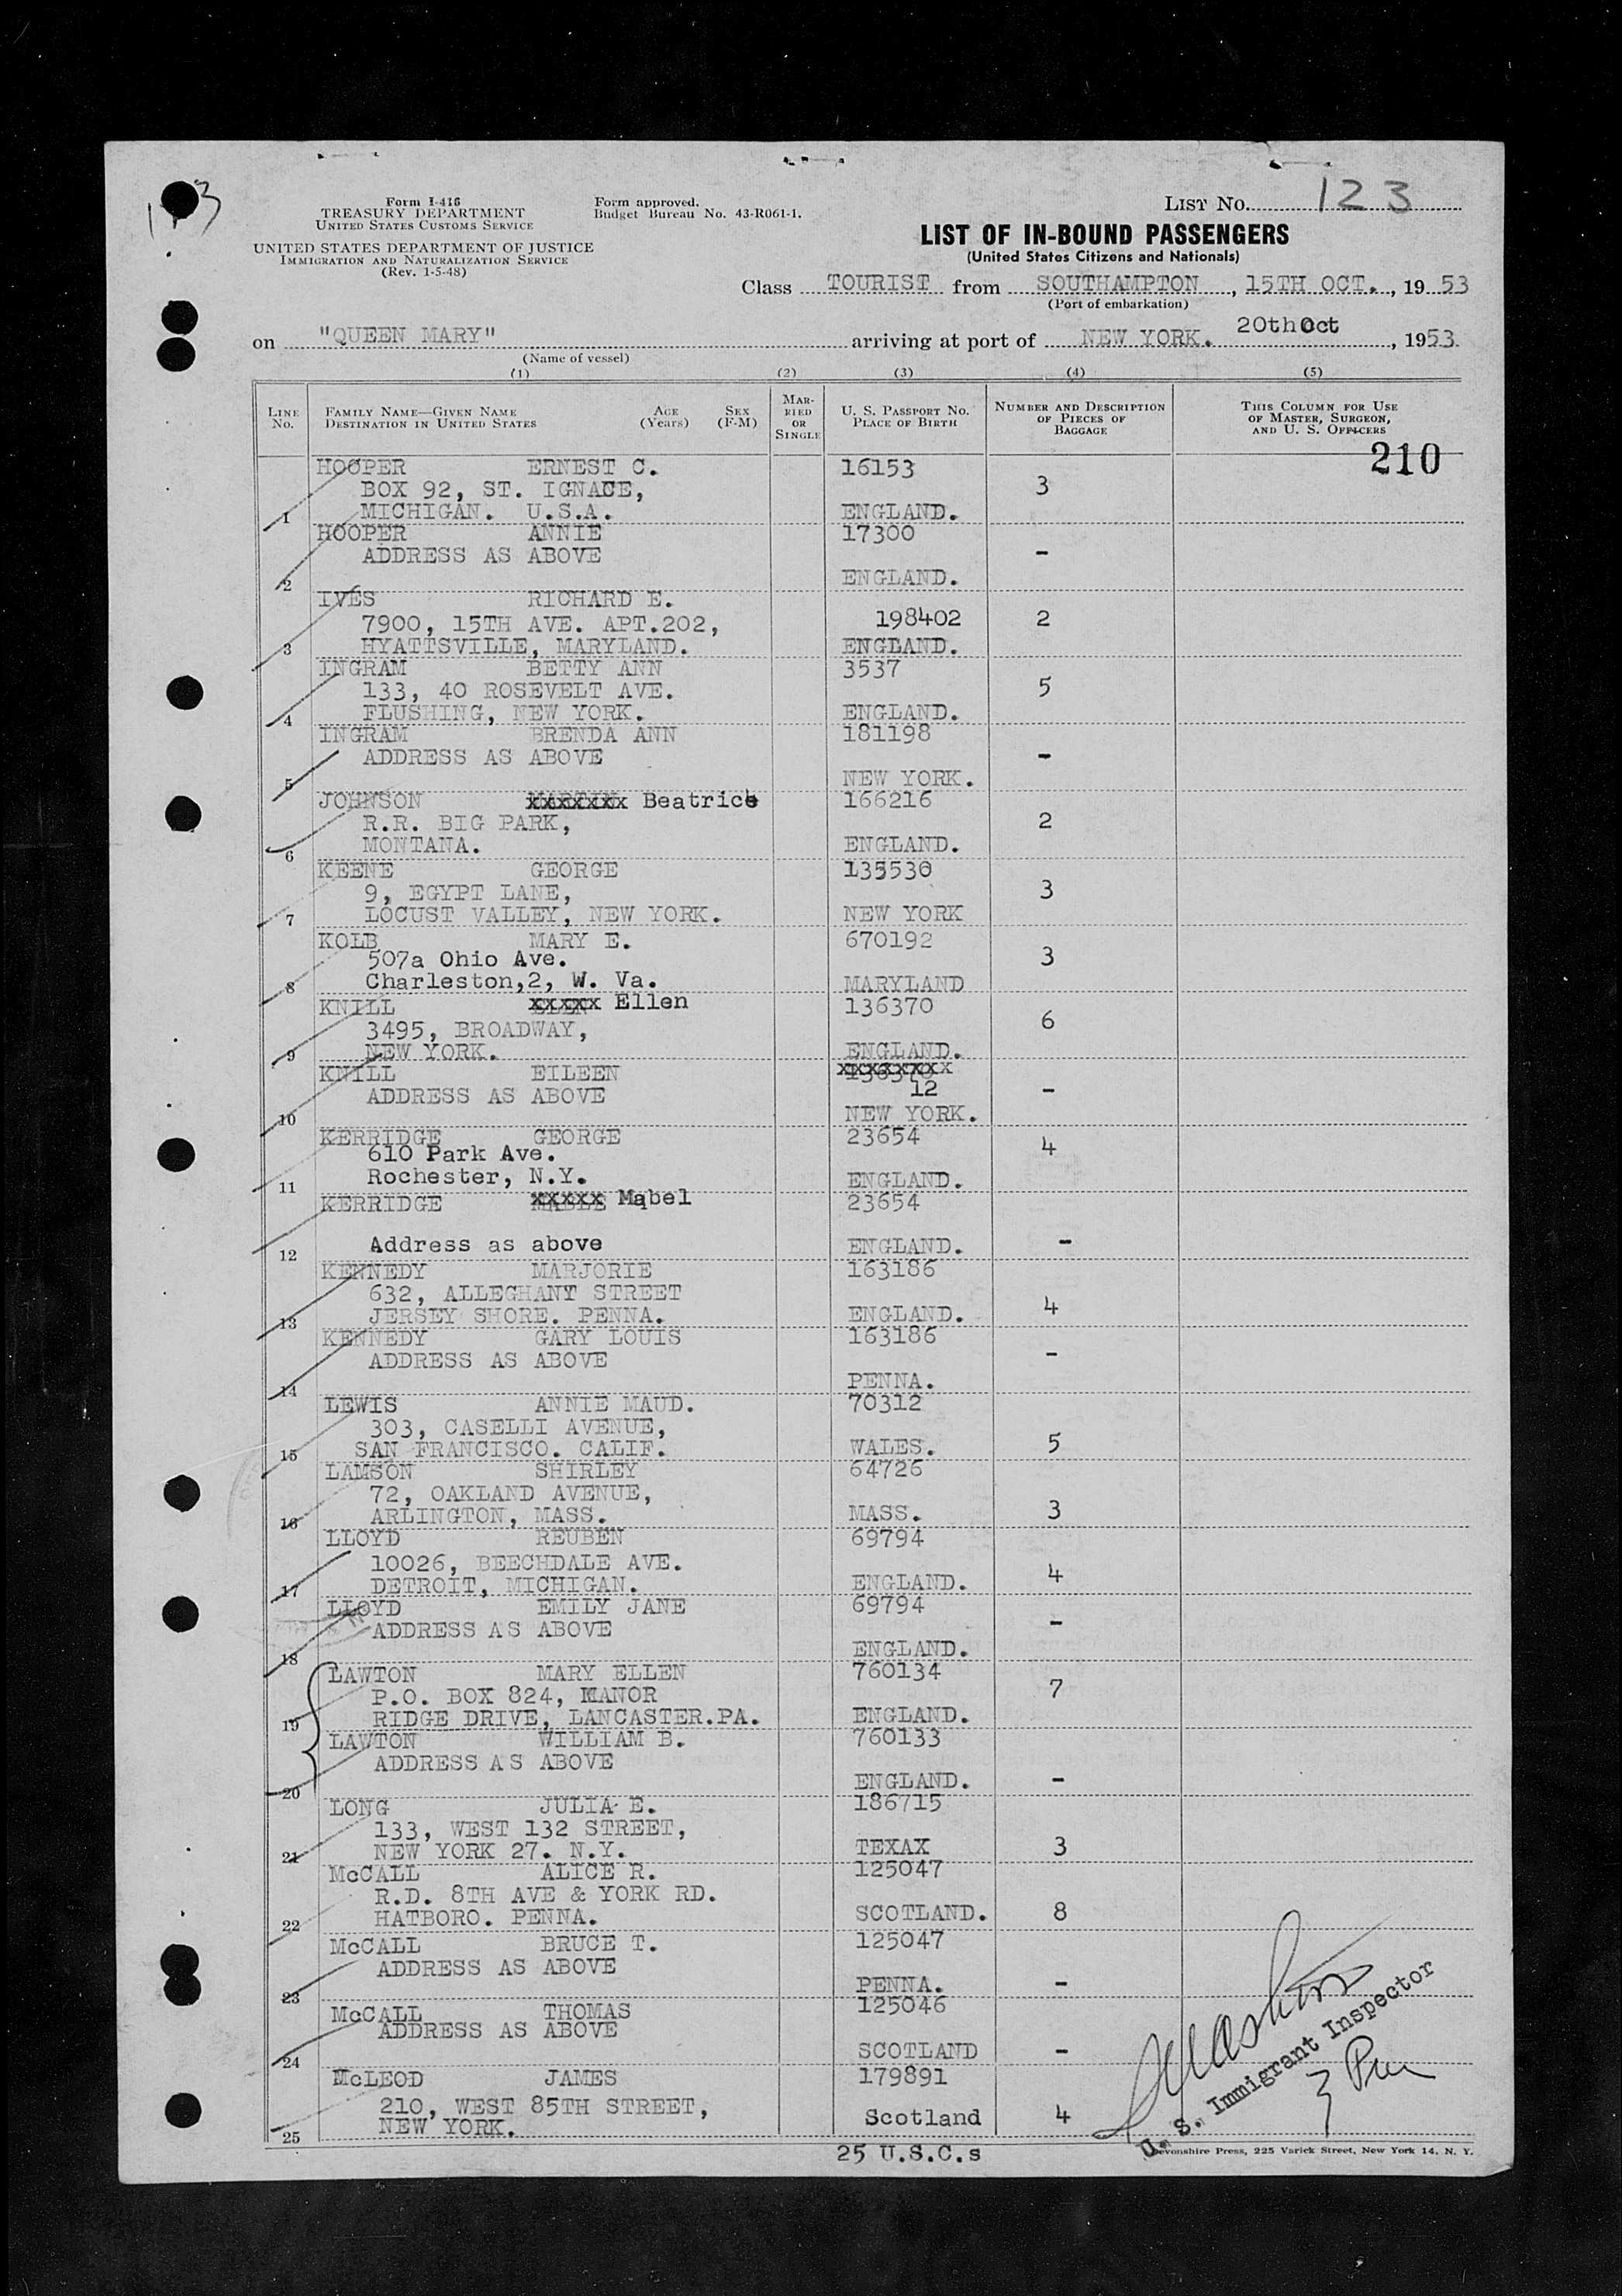 LIST NO. 123
Form I-416
TREASURY DEPARTMENT
UNITED STATES CUSTOMS SERVICE
Form approved.
Budget Bureau No. 43-R061-1.
UNITED STATES DEPARTMENT OF JUSTICE
IMMIGRATION AND NATURALIZATION SERVICE
(Rev. 1-5-48)
LIST OF IN-BOUND PASSENGERS
(United States Citizens and Nationals)
Class TOURIST from SOUTHAMPTON, 15TH OCT., 1953
(Port of embarkation)
on "QUEEN MARY" arriving at port of NEW YORK. 20th Oct, 1953
(Name of vessel)
(1) (2) (3) (4) (5)
LINE NO.
FAMILY NAME—GIVEN NAME
DESTINATION IN UNITED STATES
AGE (Years)
SEX (F-M)
MARRIED OR SINGLE
U. S. PASSPORT NO.
PLACE OF BIRTH
NUMBER AND DESCRIPTION OF PIECES OF BAGGAGE
THIS COLUMN FOR USE OF MASTER, SURGEON, AND U. S. OFFICERS
210
HOOPER ERNEST C. 16153
BOX 92, ST. IGNACE, 3
1 MICHIGAN. U.S.A. ENGLAND.
HOOPER ANNIE 17300
ADDRESS AS ABOVE -
2 ENGLAND.
IVES RICHARD E.
7900, 15TH AVE. APT.202, 198402 2
3 HYATTSVILLE, MARYLAND. ENGLAND.
INGRAM BETTY ANN 3537
133, 40 ROSEVELT AVE. 5
4 FLUSHING, NEW YORK. ENGLAND.
INGRAM BRENDA ANN 181198
ADDRESS AS ABOVE -
5 NEW YORK.
JOHNSON xxxxxxx Beatrice 166216
R.R. BIG PARK, 2
6 MONTANA. ENGLAND.
KEENE GEORGE 135530
9, EGYPT LANE, 3
7 LOCUST VALLEY, NEW YORK. NEW YORK
KOLB MARY E. 670192
507a Ohio Ave. 3
8 Charleston,2, W. Va. MARYLAND
KNILL xxxxx Ellen 136370
3495, BROADWAY, 6
9 NEW YORK. ENGLAND.
KNILL EILEEN xxxxxxxx
ADDRESS AS ABOVE 12 -
10 NEW YORK.
KERRIDGE GEORGE 23654
610 Park Ave. 4
11 Rochester, N.Y. ENGLAND.
KERRIDGE xxxxx Mabel 23654
12 Address as above ENGLAND. -
KENNEDY MARJORIE 163186
632, ALLEGHANY STREET
13 JERSEY SHORE. PENNA. ENGLAND. 4
KENNEDY GARY LOUIS 163186
ADDRESS AS ABOVE -
14 PENNA.
LEWIS ANNIE MAUD. 70312
303, CASELLI AVENUE,
15 SAN FRANCISCO. CALIF. WALES. 5
LAMSON SHIRLEY 64726
72, OAKLAND AVENUE,
16 ARLINGTON, MASS. MASS. 3
LLOYD REUBEN 69794
10026, BEECHDALE AVE.
17 DETROIT, MICHIGAN. ENGLAND. 4
LLOYD EMILY JANE 69794
ADDRESS AS ABOVE -
18 ENGLAND.
LAWTON MARY ELLEN 760134
P.O. BOX 824, MANOR 7
19 RIDGE DRIVE, LANCASTER.PA. ENGLAND.
LAWTON WILLIAM B. 760133
ADDRESS AS ABOVE
20 ENGLAND. -
LONG JULIA E. 186715
133, WEST 132 STREET,
21 NEW YORK 27. N.Y. TEXAX 3
McCALL ALICE R. 125047
R.D. 8TH AVE & YORK RD.
22 HATBORO. PENNA. SCOTLAND. 8
McCALL BRUCE T. 125047
ADDRESS AS ABOVE
23 PENNA. -
McCALL THOMAS 125046
ADDRESS AS ABOVE
24 SCOTLAND -
McLEOD JAMES 179891
210, WEST 85TH STREET, Scotland 4
25 NEW YORK.
25 U.S.C.s
U. S. Immigrant Inspector
Devonshire Press, 225 Varick Street, New York 14, N. Y.